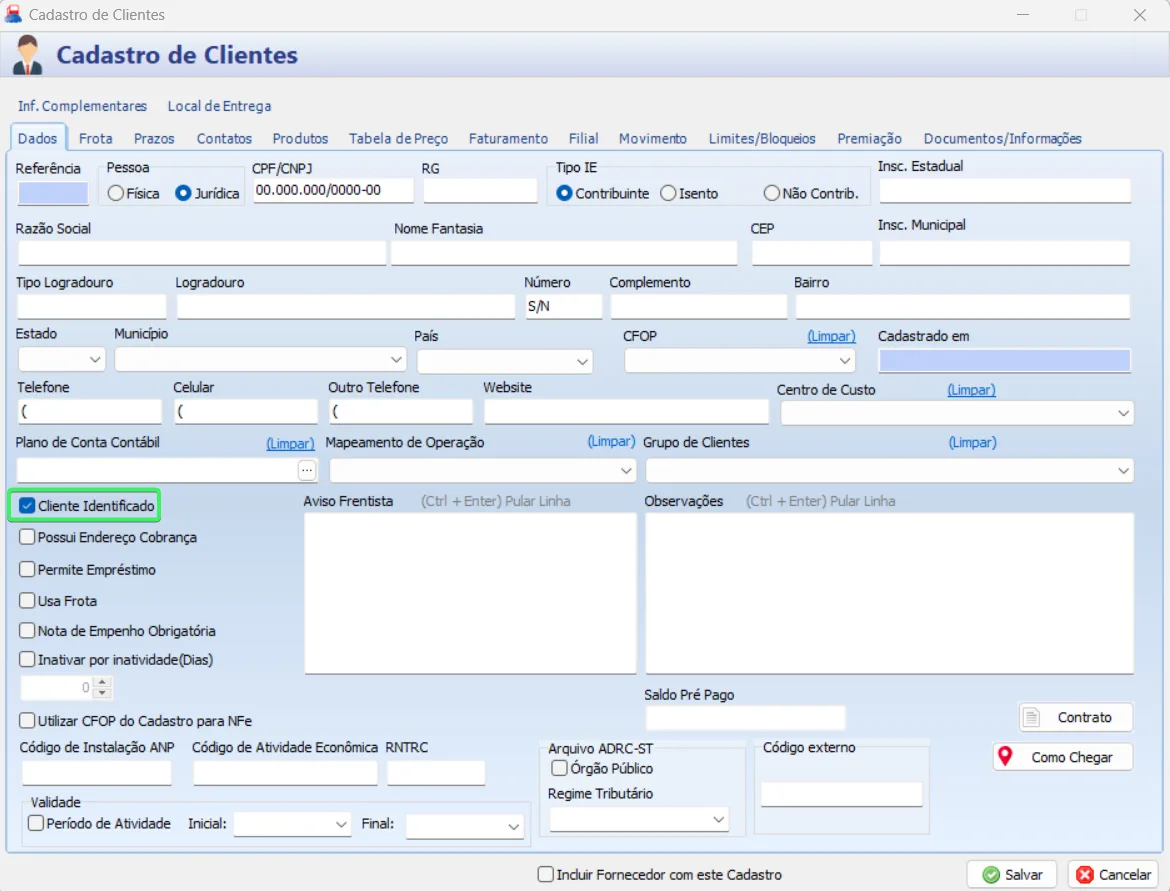 Cadastro de Clientes
Cadastro de Clientes
Inf. Complementares Local de Entrega
Dados Frota Prazos Contatos Produtos Tabela de Preço Faturamento Filial Movimento Limites/Bloqueios Premiação Documentos/Informações
Referência Pessoa CPF/CNPJ RG Tipo IE Insc. Estadual
Física Jurídica 00.000.000/0000-00 Contribuinte Isento Não Contrib.
Razão Social Nome Fantasia CEP Insc. Municipal
Tipo Logradouro Logradouro Número Complemento Bairro
S/N
Estado Município País CFOP (Limpar) Cadastrado em
Telefone Celular Outro Telefone Website Centro de Custo (Limpar)
( ( (
Plano de Conta Contábil (Limpar) Mapeamento de Operação (Limpar) Grupo de Clientes (Limpar)
...
Cliente Identificado Aviso Frentista (Ctrl + Enter) Pular Linha Observações (Ctrl + Enter) Pular Linha
Possui Endereço Cobrança
Permite Empréstimo
Usa Frota
Nota de Empenho Obrigatória
Inativar por inatividade(Dias)
0
Saldo Pré Pago
Utilizar CFOP do Cadastro para NFe Contrato
Código de Instalação ANP Código de Atividade Econômica RNTRC Arquivo ADRC-ST Código externo
Como Chegar
Órgão Público
Regime Tributário
Validade
Período de Atividade Inicial: Final:
Incluir Fornecedor com este Cadastro Salvar Cancelar